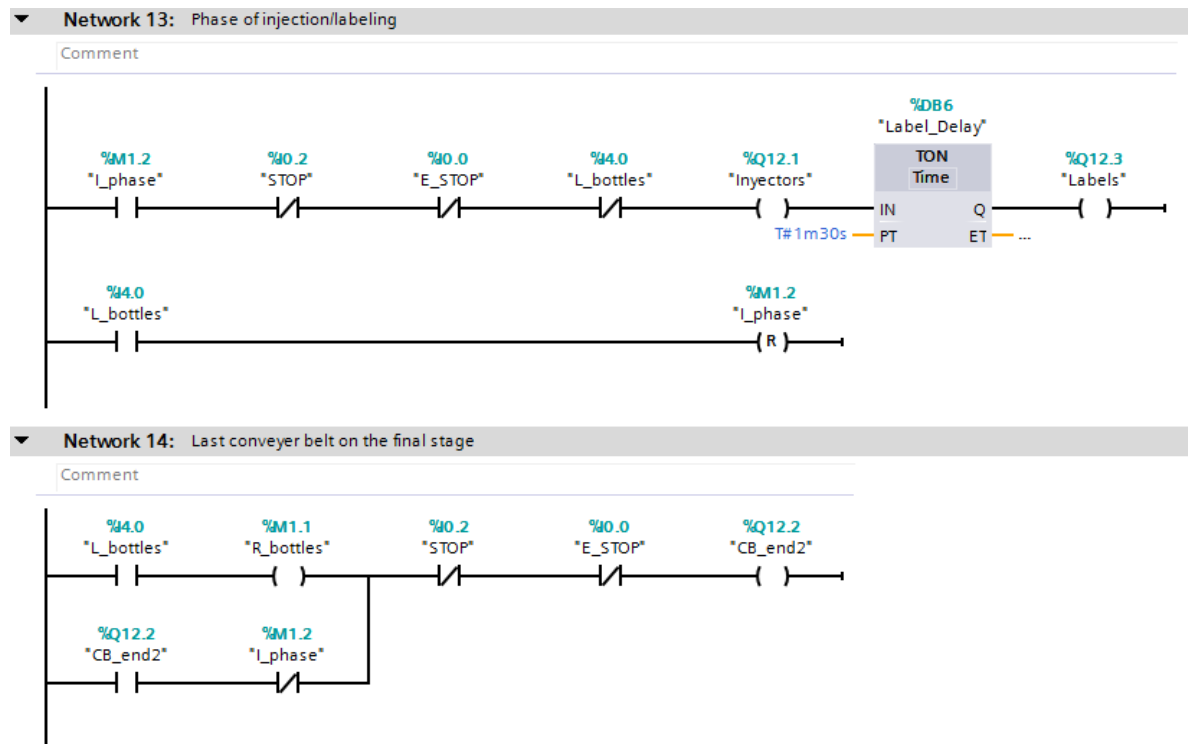 Network 13: Phase of injection/labeling
Comment
%DB6
"Label_Delay"
%M1.2 %I0.2 %I0.0 %I4.0 %Q12.1 TON %Q12.3
"I_phase" "STOP" "E_STOP" "L_bottles" "Inyectors" Time "Labels"
IN Q
T#1m30s PT ET ...
%I4.0 %M1.2
"L_bottles" "I_phase"
R
Network 14: Last conveyer belt on the final stage
Comment
%I4.0 %M1.1 %I0.2 %I0.0 %Q12.2
"L_bottles" "R_bottles" "STOP" "E_STOP" "CB_end2"
%Q12.2 %M1.2
"CB_end2" "I_phase"